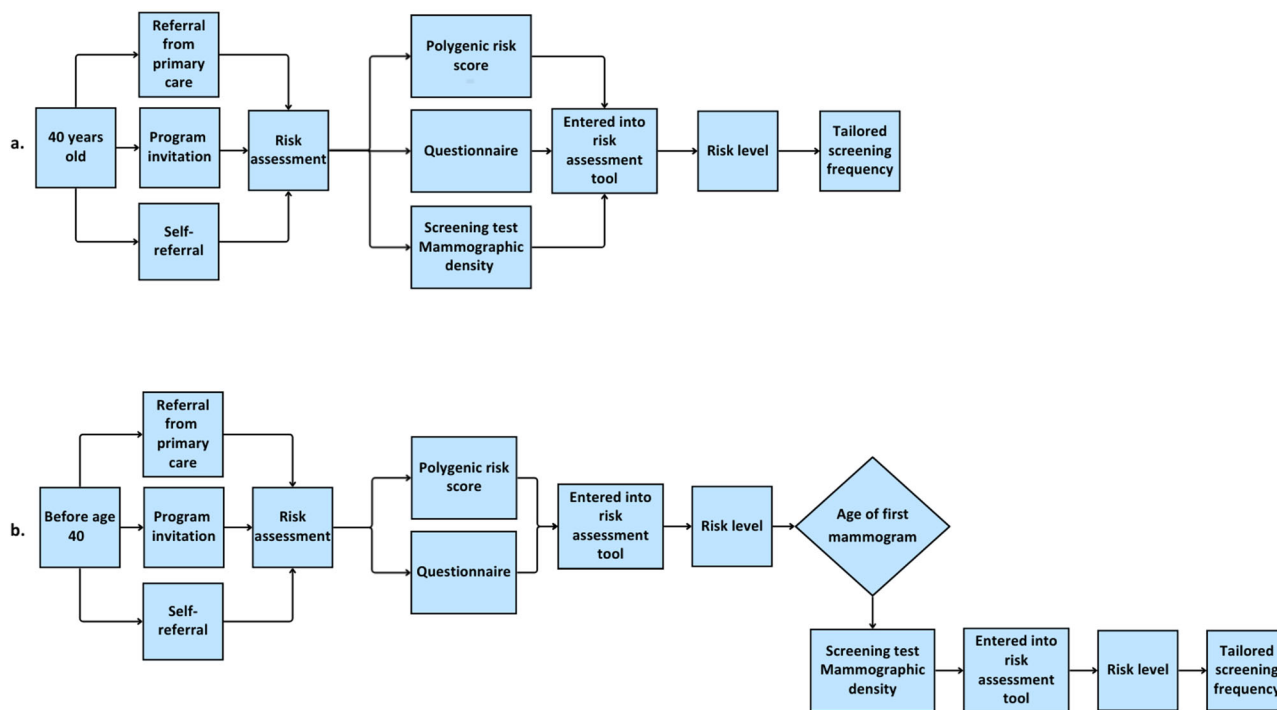 Referral
from
primary
care
Polygenic risk
score
a.
40 years
old
Program
invitation
Risk
assessment
Questionnaire
Entered into
risk
assessment
tool
Risk level
Tailored
screening
frequency
Self-
referral
Screening test
Mammographic
density
Referral
from
primary
care
Polygenic risk
score
b.
Before age
40
Program
invitation
Risk
assessment
Questionnaire
Entered into
risk
assessment
tool
Risk level
Age of first
mammogram
Self-
referral
Screening test
Mammographic
density
Entered into
risk
assessment
tool
Risk level
Tailored
screening
frequency